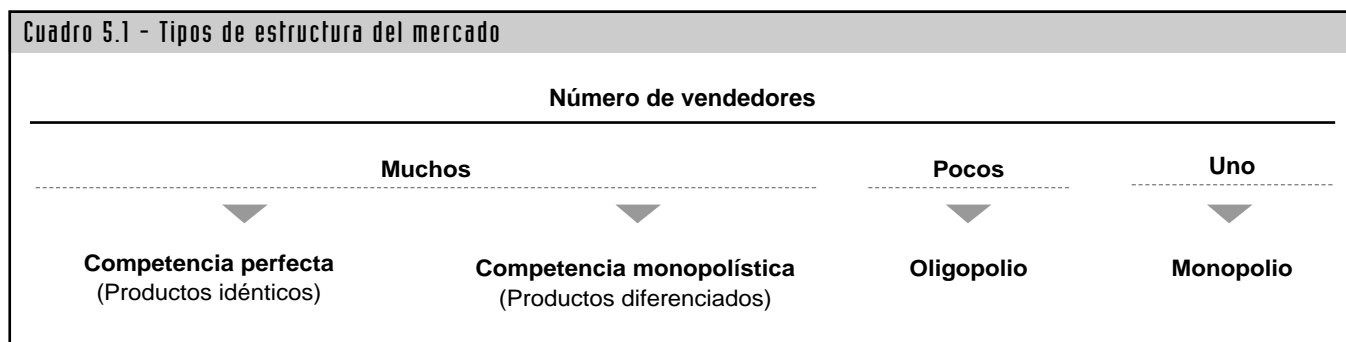 Cuadro 5.1 - Tipos de estructura del mercado
Número de vendedores
Muchos Pocos Uno
Competencia perfecta Competencia monopolística Oligopolio Monopolio
(Productos idénticos) (Productos diferenciados)